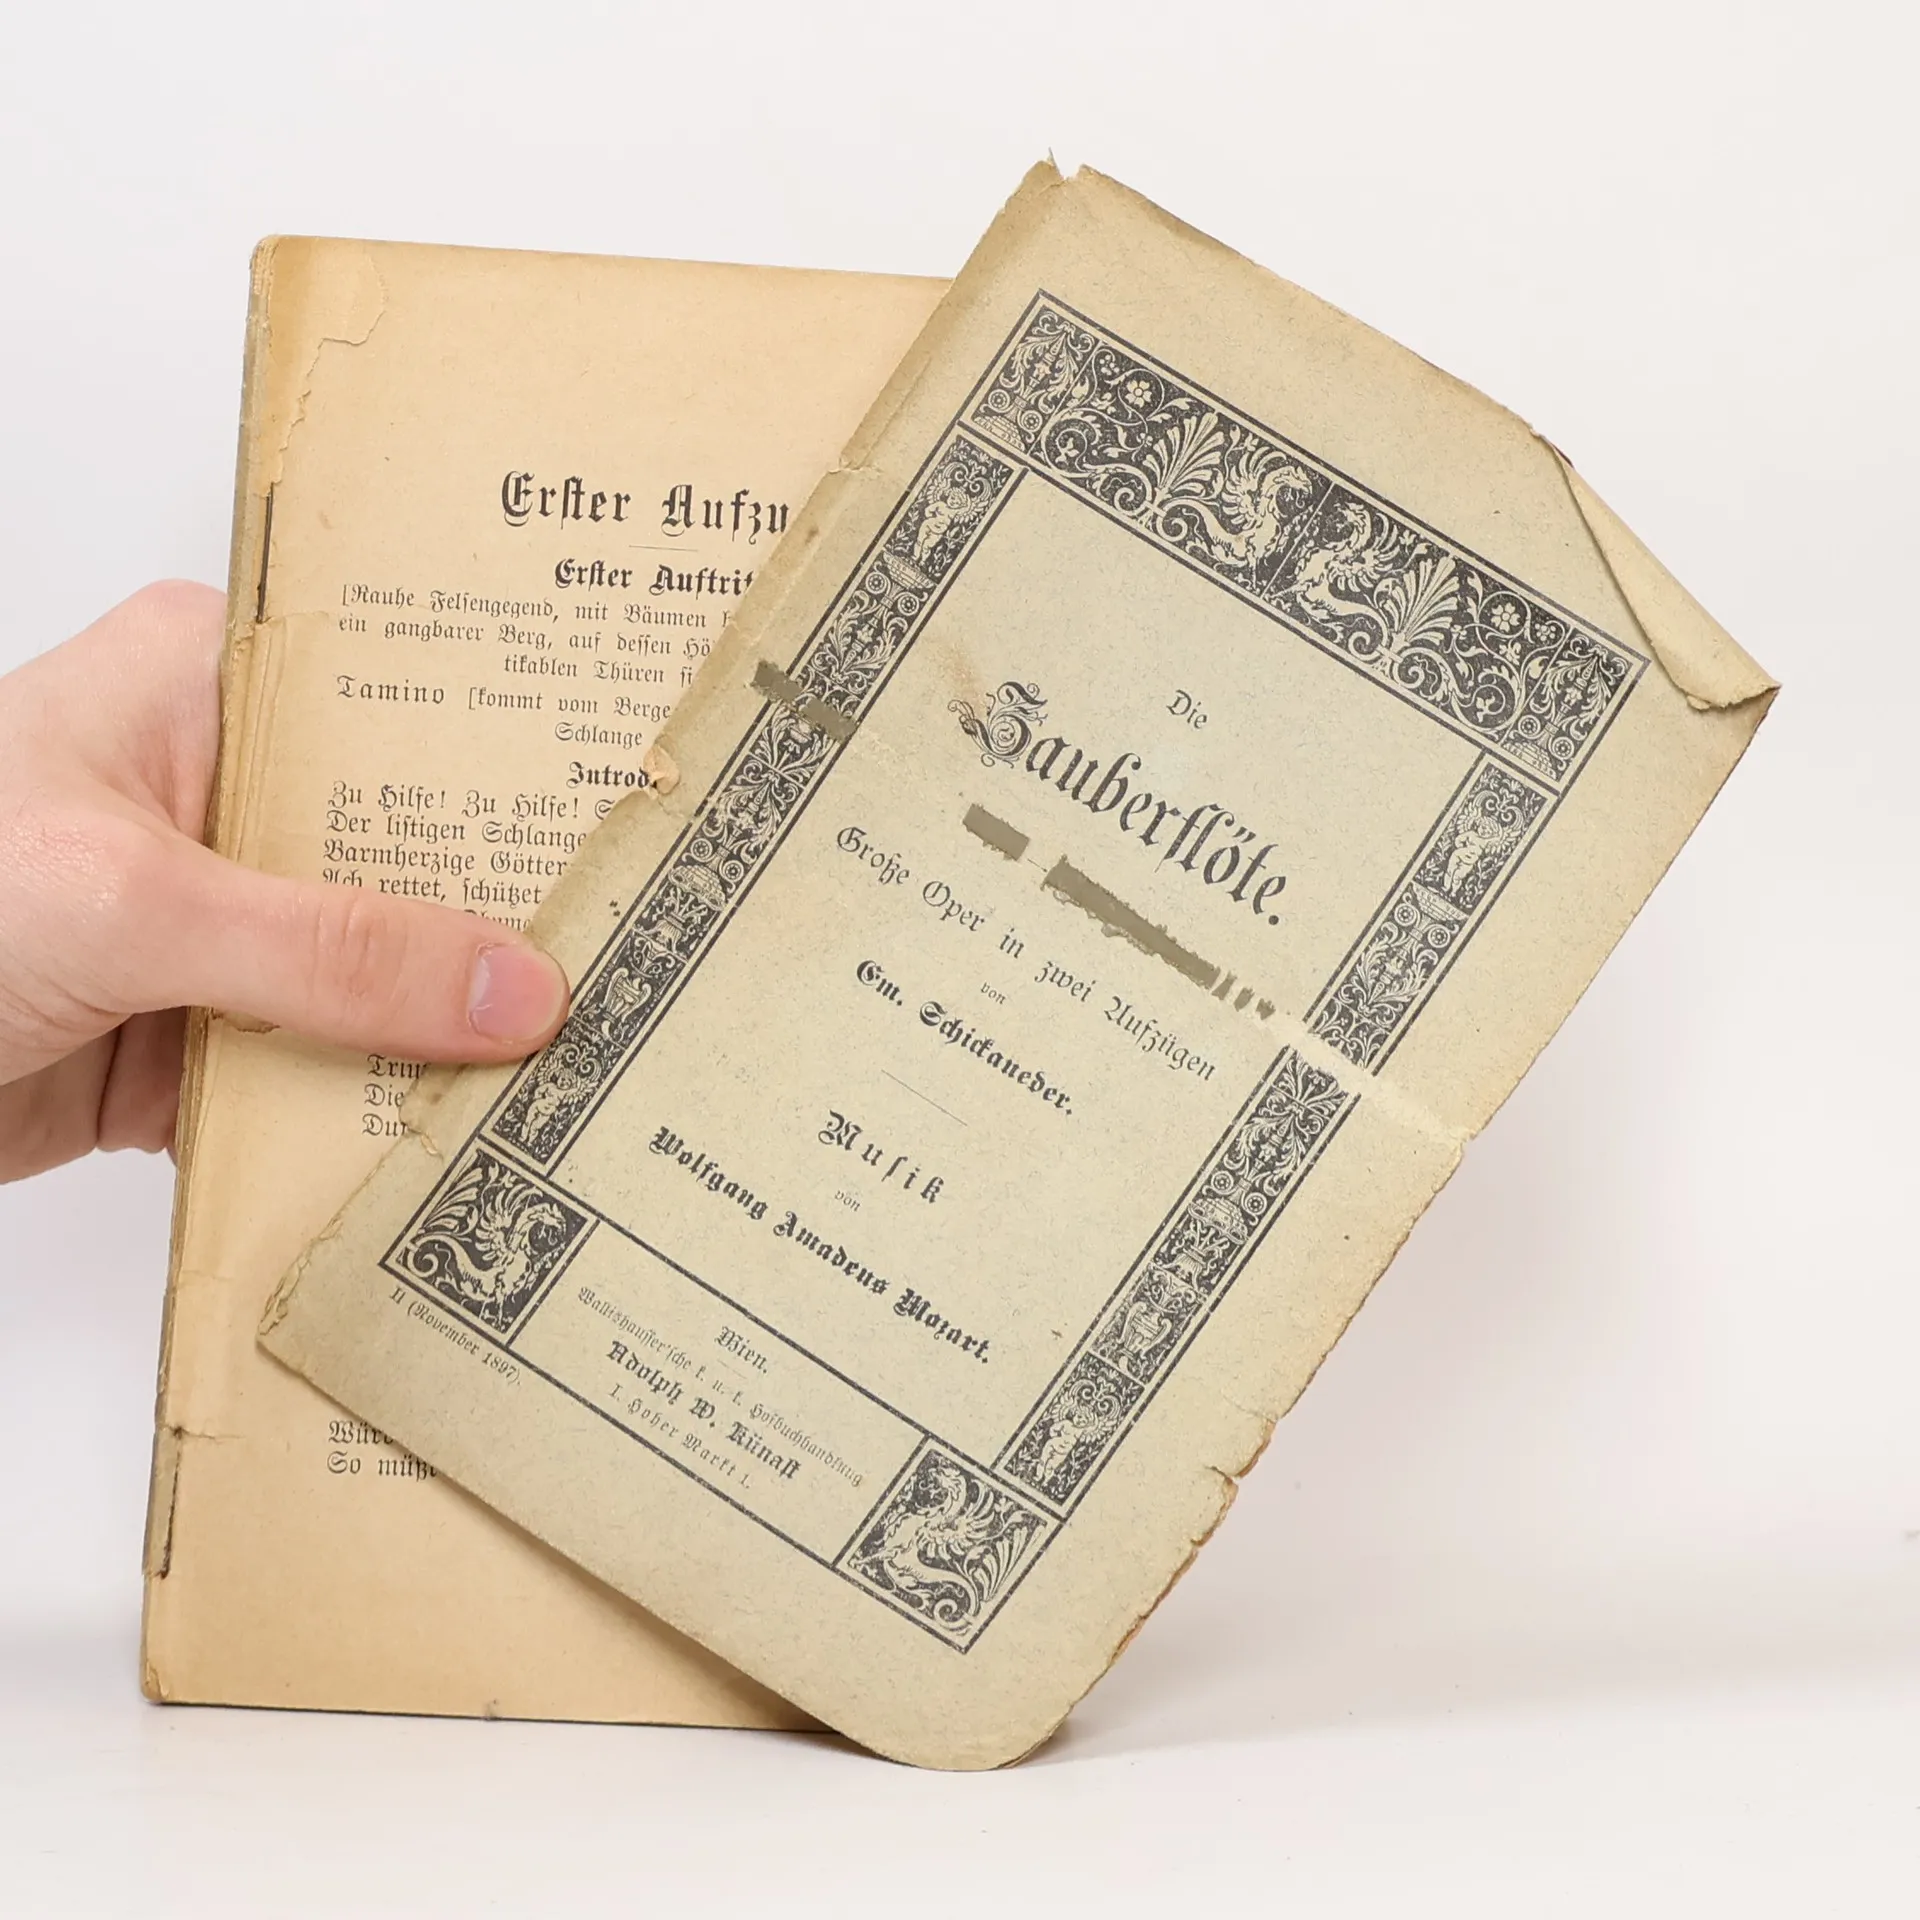 Erster Aufzu
Erster Auftrit
[Rauhe Felsengegend, mit Bäumen
ein gangbarer Berg, auf dessen Hö
tikablen Thüren si
Tamino [kommt vom Berge
Schlange
Introd
Zu Hilfe! Zu Hilfe! S
Der listigen Schlange
Barmherzige Götter
Ach rettet, schützet
Die
So müß
Die
Zauberflöte.
Große Oper in zwei Aufzügen
von
Em. Schickaneder.
Musik
von
Wolfgang Amadeus Mozart.
Wien.
Wallishausser'sche k. u. k. Hofbuchhandlung
Adolph W. Künast
I. Hoher Markt 1.
II (November 1897).